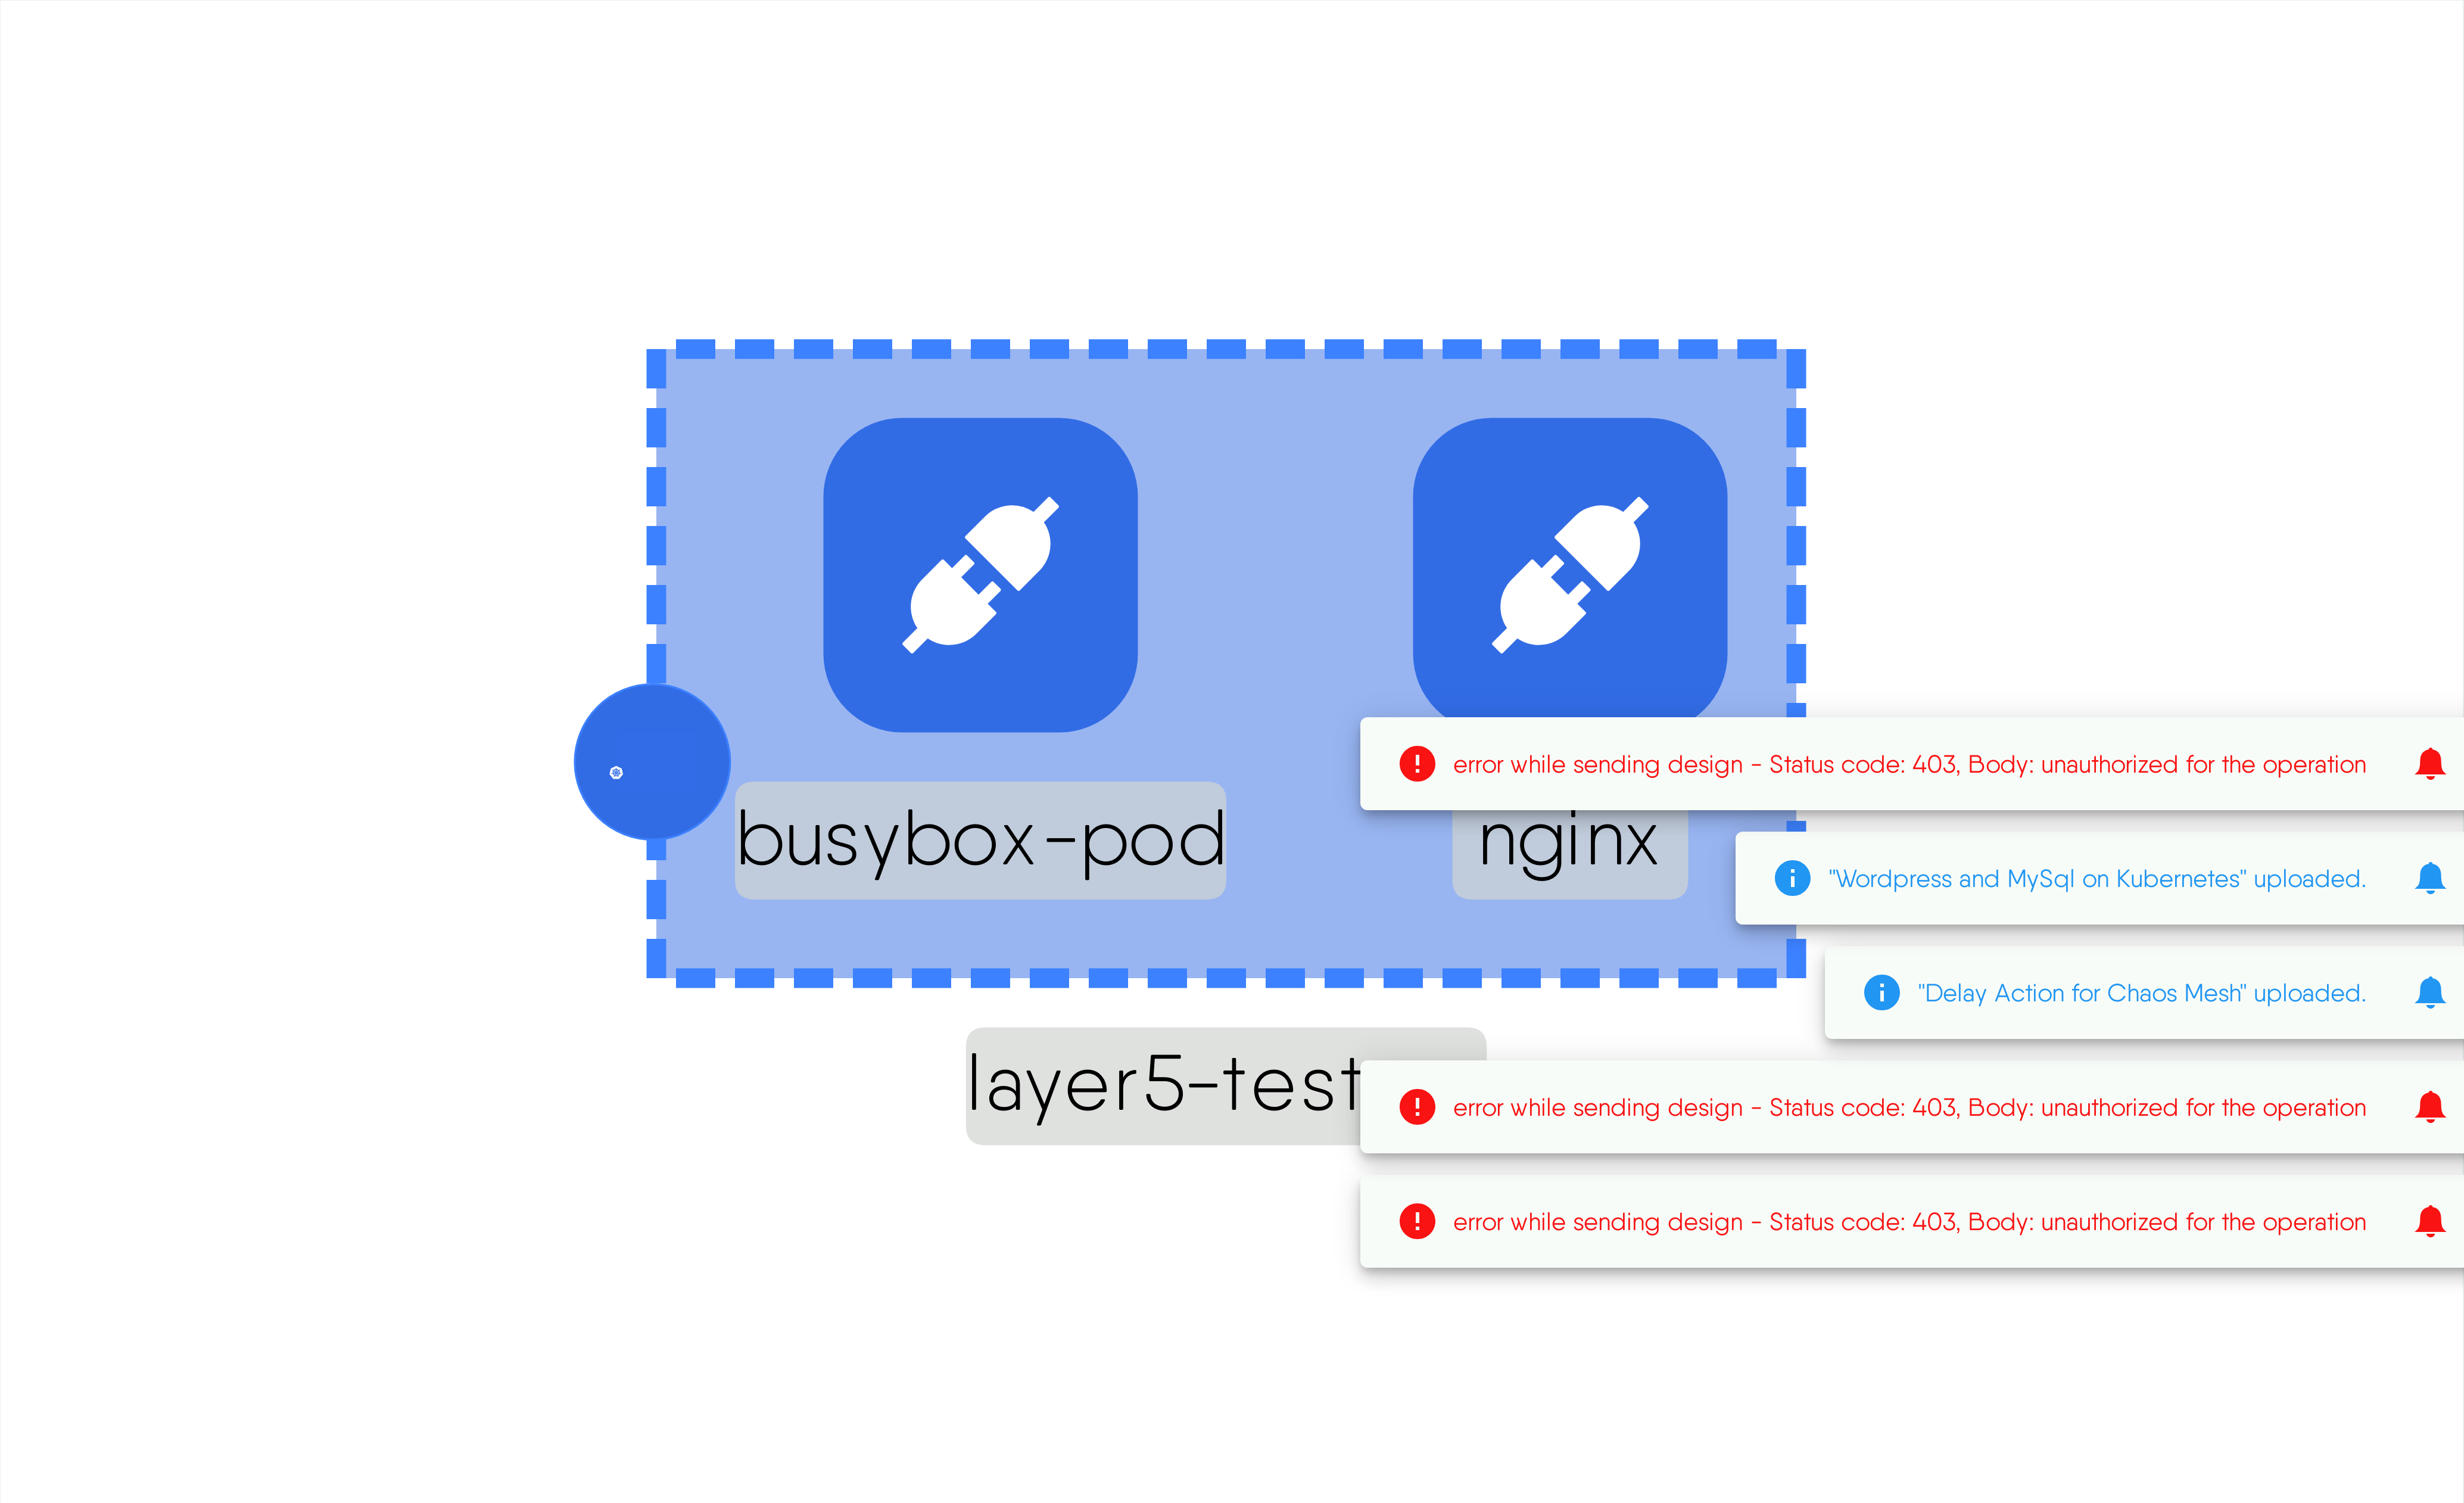 busybox-pod
nginx
error while sending design - Status code: 403, Body: unauthorized for the operation
"Wordpress and MySql on Kubernetes" uploaded.
"Delay Action for Chaos Mesh" uploaded.
layer5-test
error while sending design - Status code: 403, Body: unauthorized for the operation
error while sending design - Status code: 403, Body: unauthorized for the operation